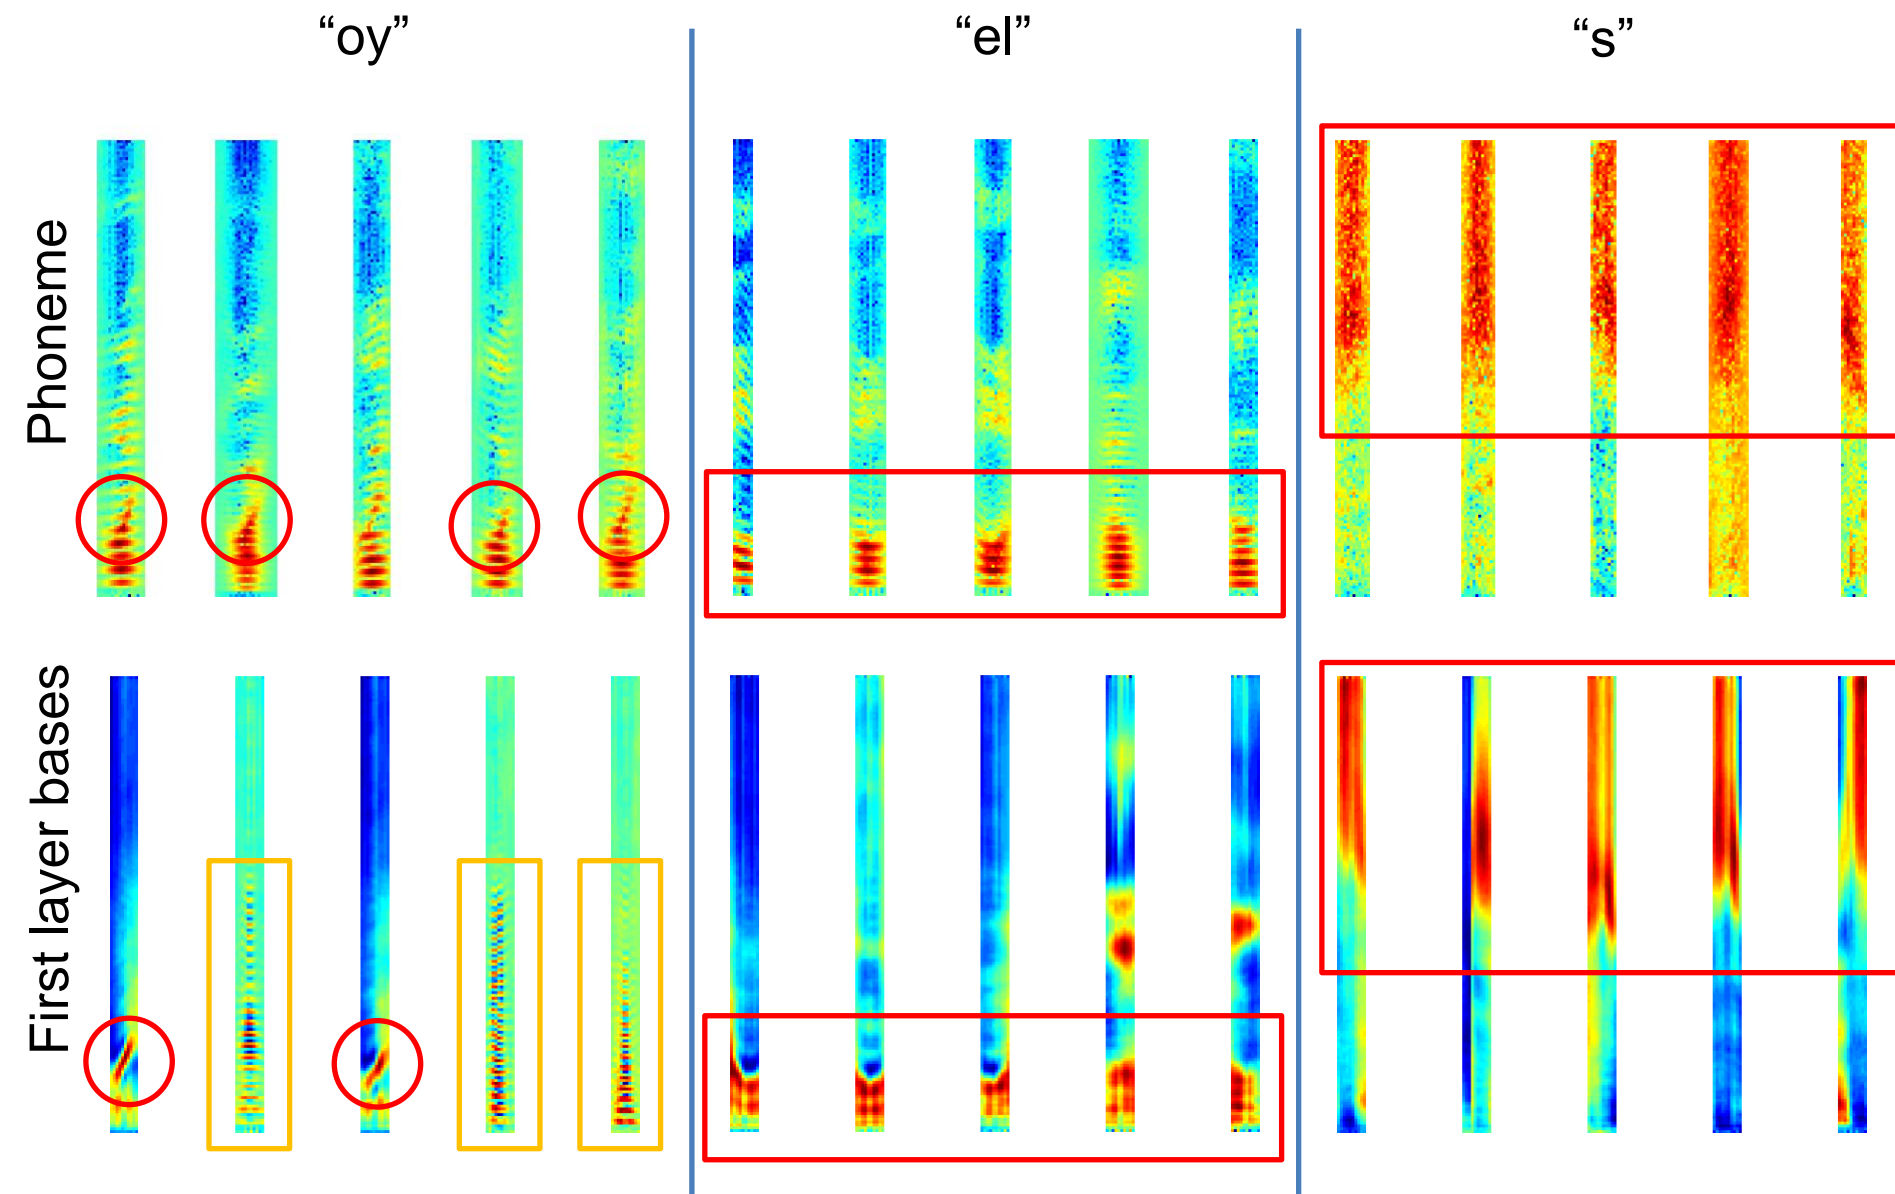 “oy”
“el”
“s”
Phoneme
First layer bases